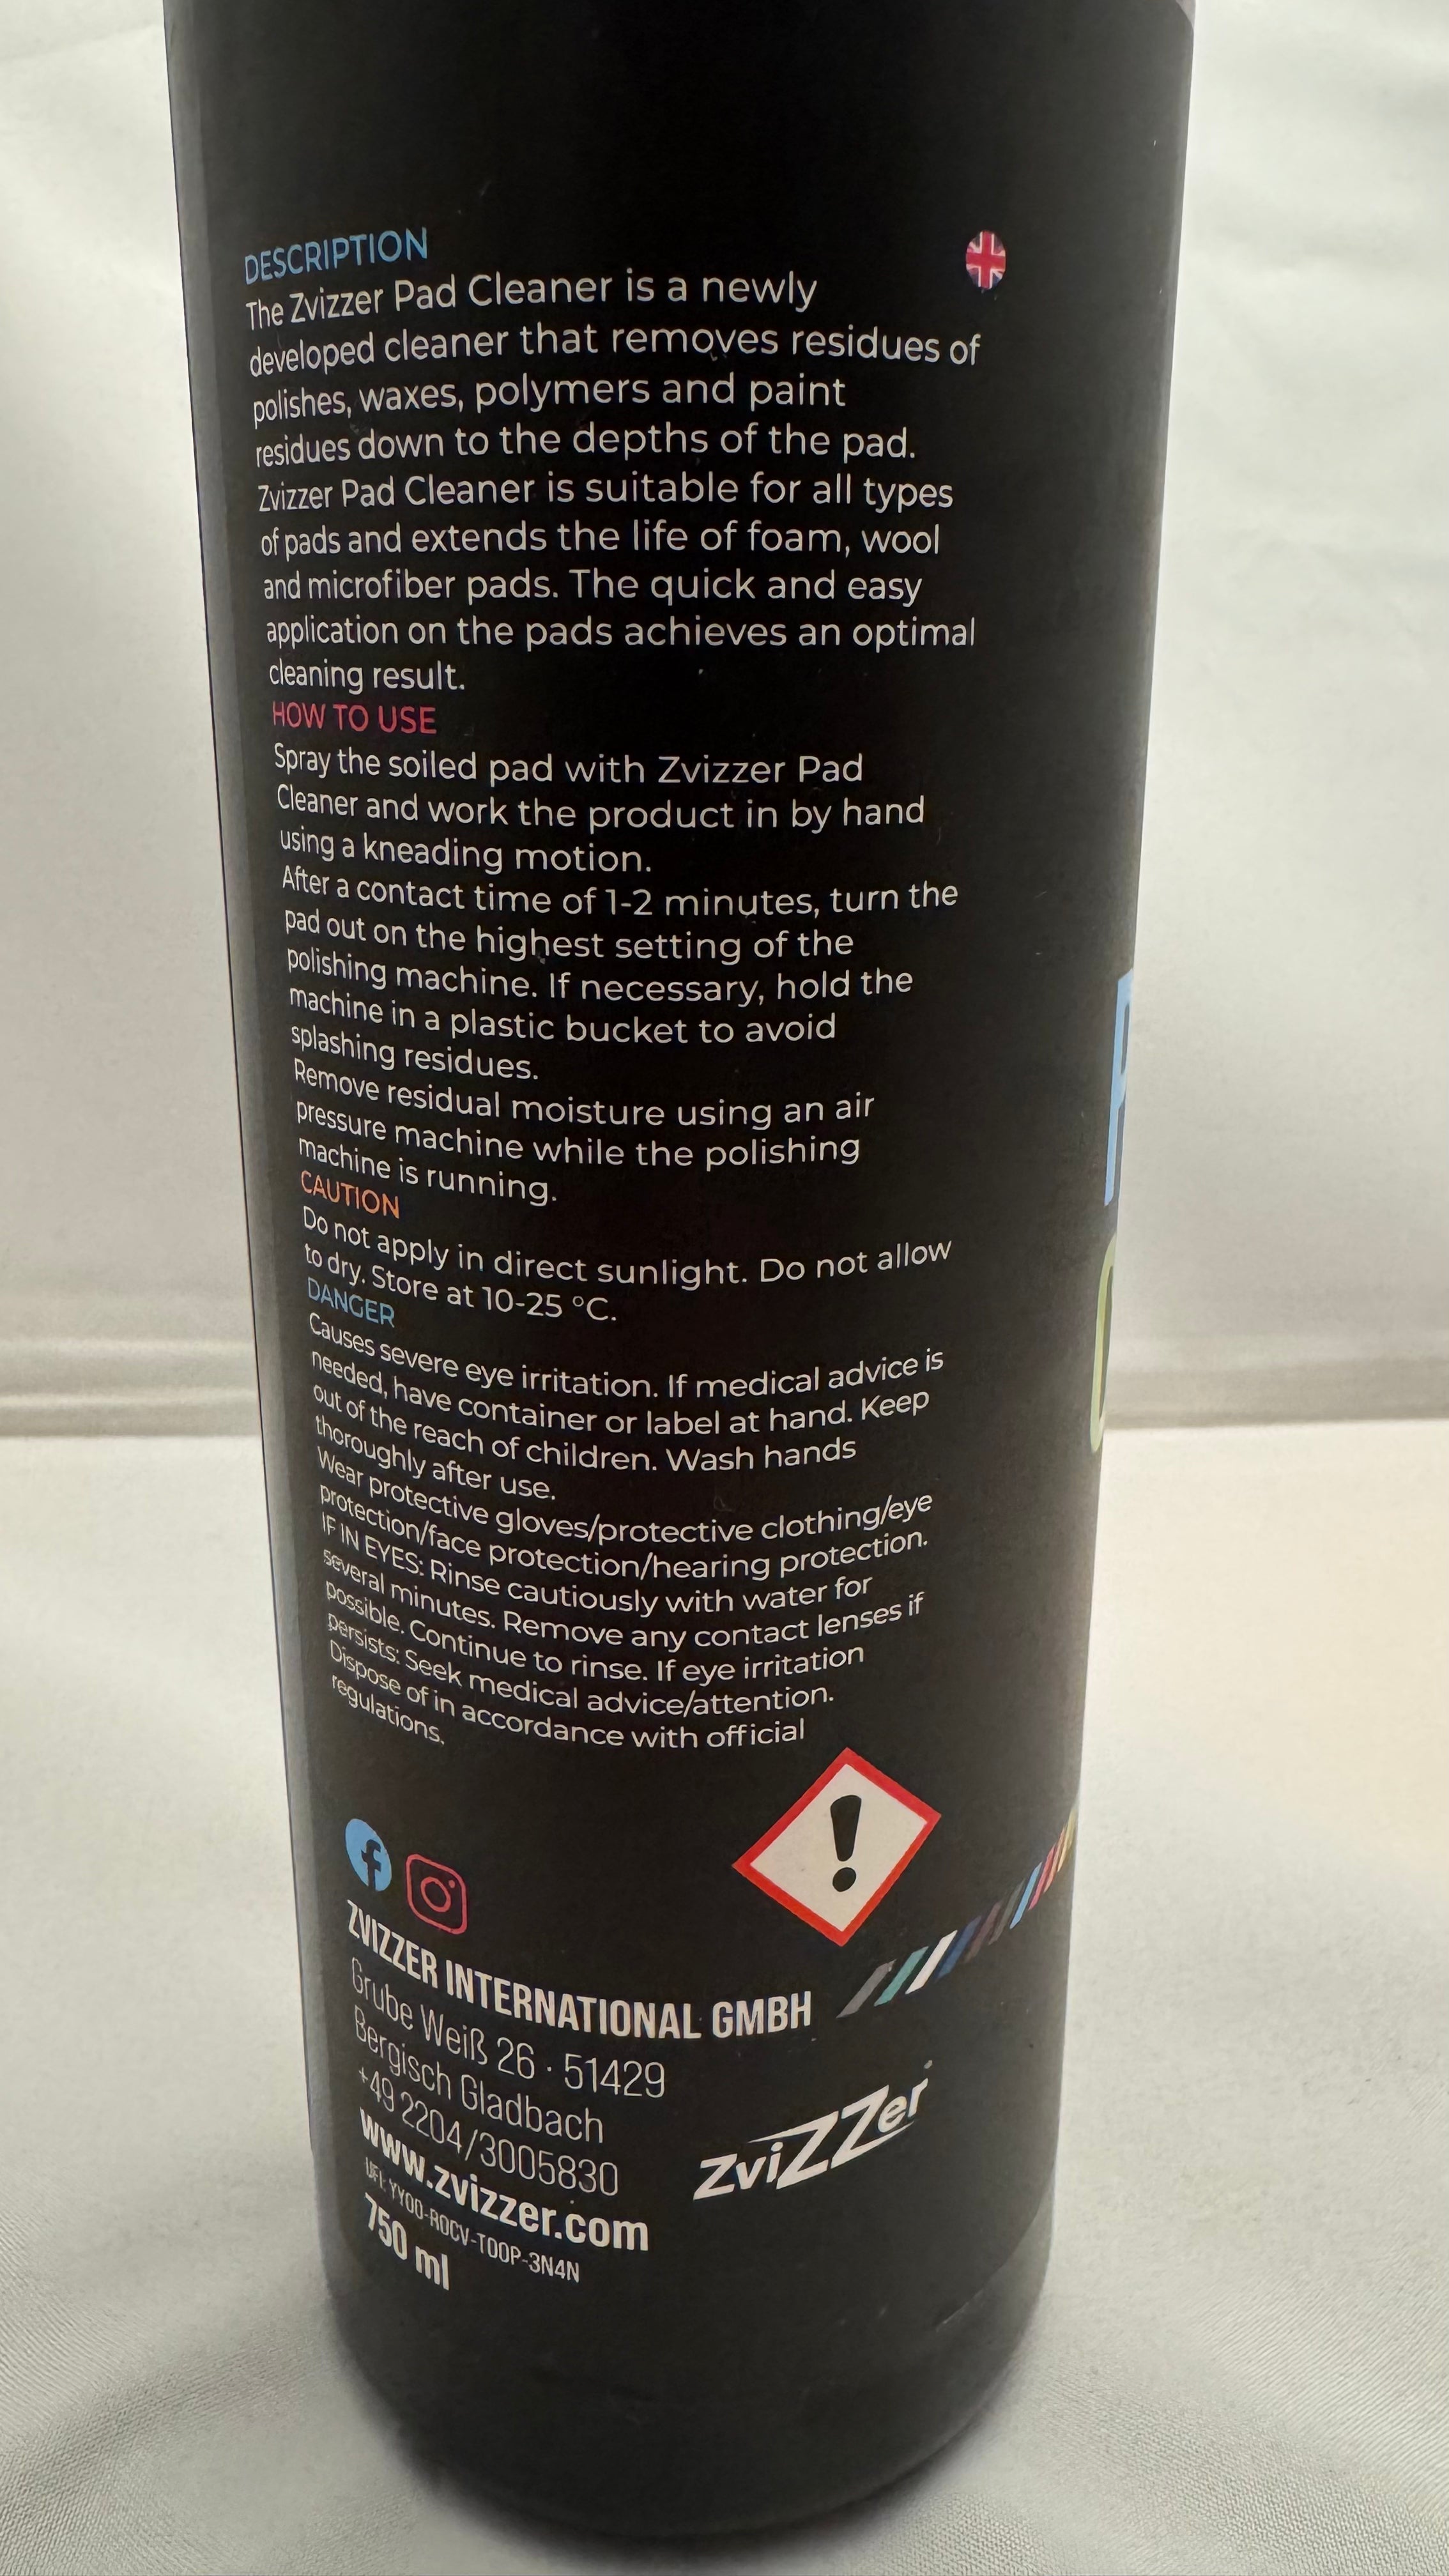 DESCRIPTION
The Zvizzer Pad Cleaner is a newly
developed cleaner that removes residues of
polishes, waxes, polymers and paint
residues down to the depths of the pad.
Zvizzer Pad Cleaner is suitable for all types
of pads and extends the life of foam, wool
and microfiber pads. The quick and easy
application on the pads achieves an optimal
cleaning result.
HOW TO USE
Spray the soiled pad with Zvizzer Pad
Cleaner and work the product in by hand
using a kneading motion.
After a contact time of 1-2 minutes, turn the
pad out on the highest setting of the
polishing machine. If necessary, hold the
machine in a plastic bucket to avoid
splashing residues.
Remove residual moisture using an air
pressure machine while the polishing
machine is running.
CAUTION
Do not apply in direct sunlight. Do not allow
to dry. Store at 10-25 °C.
DANGER
Causes severe eye irritation. If medical advice is
needed, have container or label at hand. Keep
out of the reach of children. Wash hands
thoroughly after use.
Wear protective gloves/protective clothing/eye
protection/face protection/hearing protection.
IF IN EYES: Rinse cautiously with water for
several minutes. Remove any contact lenses if
possible. Continue to rinse. If eye irritation
persists: Seek medical advice/attention.
Dispose of in accordance with official
regulations.
ZVIZZER INTERNATIONAL GMBH
Grube Weiß 26 · 51429
Bergisch Gladbach
+49 2204/3005830
www.zvizzer.com
UFI: YY00-R0CV-T00P-3N4N
750 ml
ZviZZer